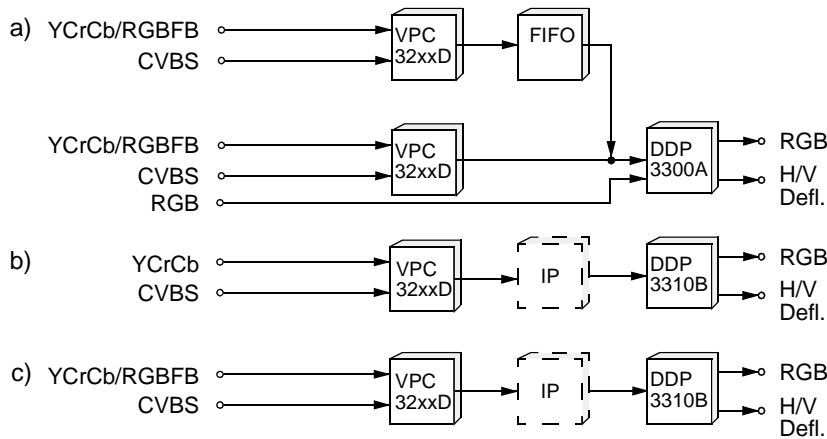 a)
YCrCb/RGBFB
CVBS
VPC
32xxD
FIFO
YCrCb/RGBFB
CVBS
RGB
VPC
32xxD
DDP
3300A
RGB
H/V
Defl.
b)
YCrCb
CVBS
VPC
32xxD
IP
DDP
3310B
RGB
H/V
Defl.
c)
YCrCb/RGBFB
CVBS
VPC
32xxD
IP
DDP
3310B
RGB
H/V
Defl.